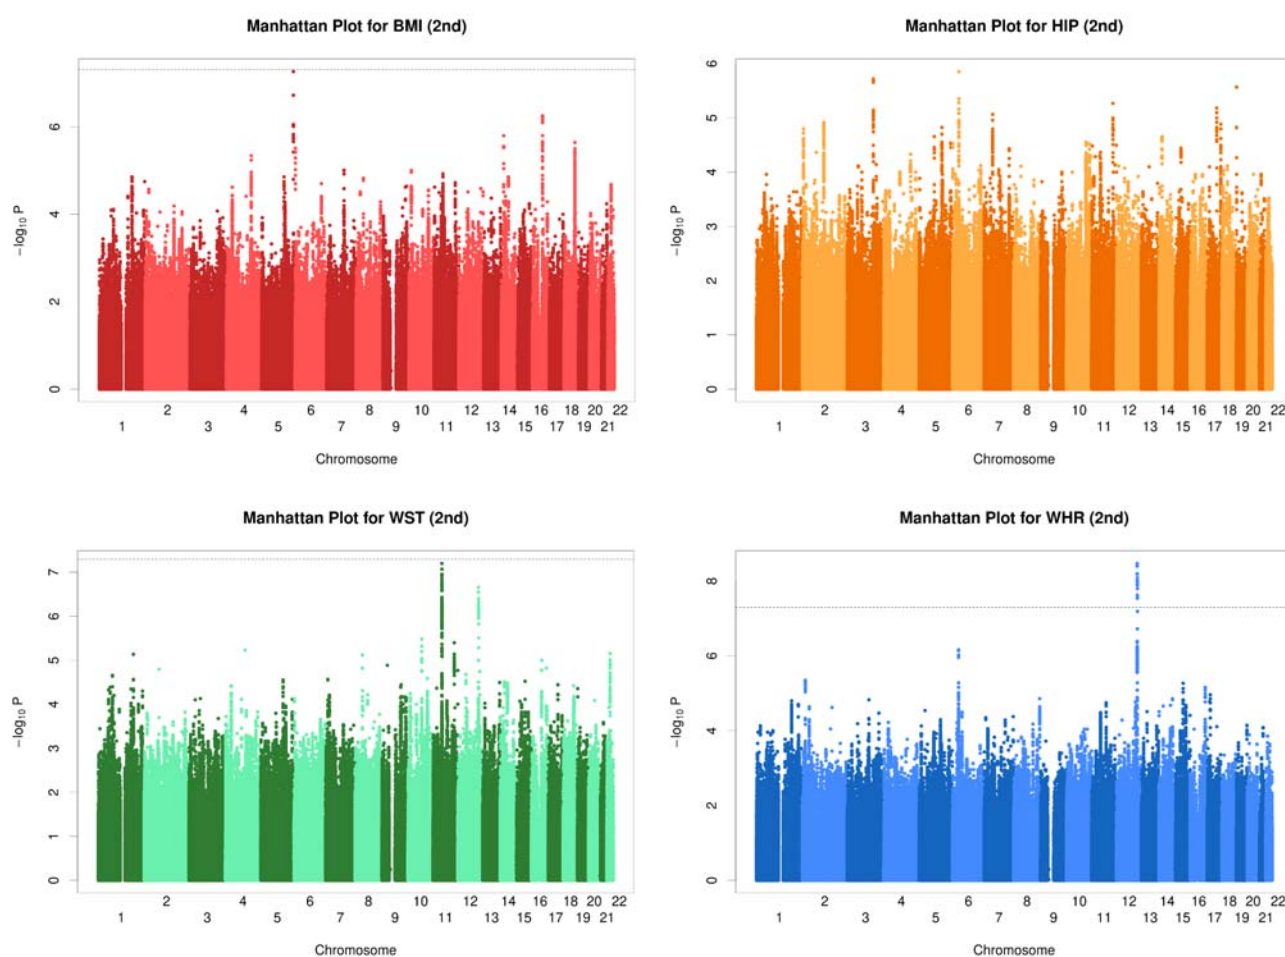 Manhattan Plot for BMI (2nd)
−log10 P
6
4
2
0
2 4 6 8 10 12 14 16 18 20 22
1 3 5 7 9 11 13 15 17 19 21
Chromosome
Manhattan Plot for HIP (2nd)
−log10 P
6
5
4
3
2
1
0
2 4 6 8 10 12 14 16 18 20 22
1 3 5 7 9 11 13 15 17 19 21
Chromosome
Manhattan Plot for WST (2nd)
−log10 P
7
6
5
4
3
2
1
0
2 4 6 8 10 12 14 16 18 20 22
1 3 5 7 9 11 13 15 17 19 21
Chromosome
Manhattan Plot for WHR (2nd)
−log10 P
8
6
4
2
0
2 4 6 8 10 12 14 16 18 20 22
1 3 5 7 9 11 13 15 17 19 21
Chromosome